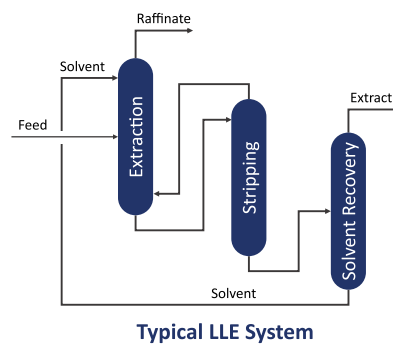 Raffinate
Solvent
Feed
Extraction
Stripping
Extract
Solvent Recovery
Solvent
Typical LLE System